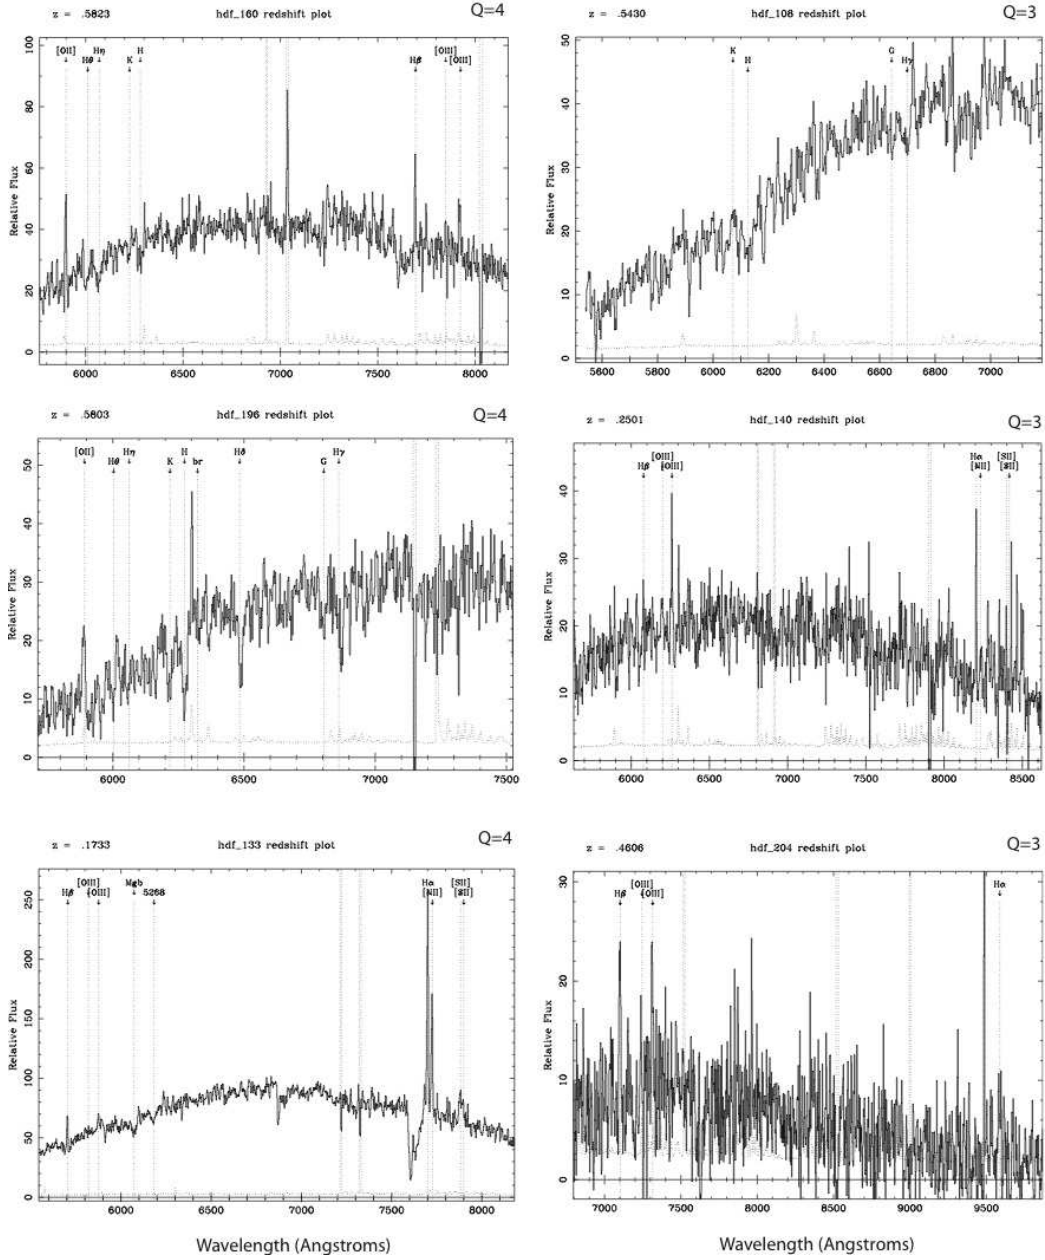 z = .5823 hdf_160 redshift plot Q=4
[OII] Hη H [OIII]
Hθ K Hβ [OIII]
100
80
60
40
20
0
Relative Flux
6000 6500 7000 7500 8000
z = .5430 hdf_108 redshift plot Q=3
K G
H Hγ
50
40
30
20
10
0
Relative Flux
5600 5800 6000 6200 6400 6600 6800 7000
z = .5803 hdf_196 redshift plot Q=4
H Hγ
[OII] Hθ Hη K br Hδ G
50
40
30
20
10
0
Relative Flux
6000 6500 7000 7500
z = .2501 hdf_140 redshift plot Q=3
[OIII] Hα [SII]
Hβ [OIII] [NII] [SII]
40
30
20
10
0
Relative Flux
6000 6500 7000 7500 8000 8500
z = .1733 hdf_133 redshift plot Q=4
[OIII] Mgb Hα [SII]
Hβ [OIII] 5268 [NII] [SII]
250
200
150
100
50
0
Relative Flux
6000 6500 7000 7500 8000
Wavelength (Angstroms)
z = .4606 hdf_204 redshift plot Q=3
[OIII] Hα
Hβ [OIII]
30
20
10
0
Relative Flux
7000 7500 8000 8500 9000 9500
Wavelength (Angstroms)